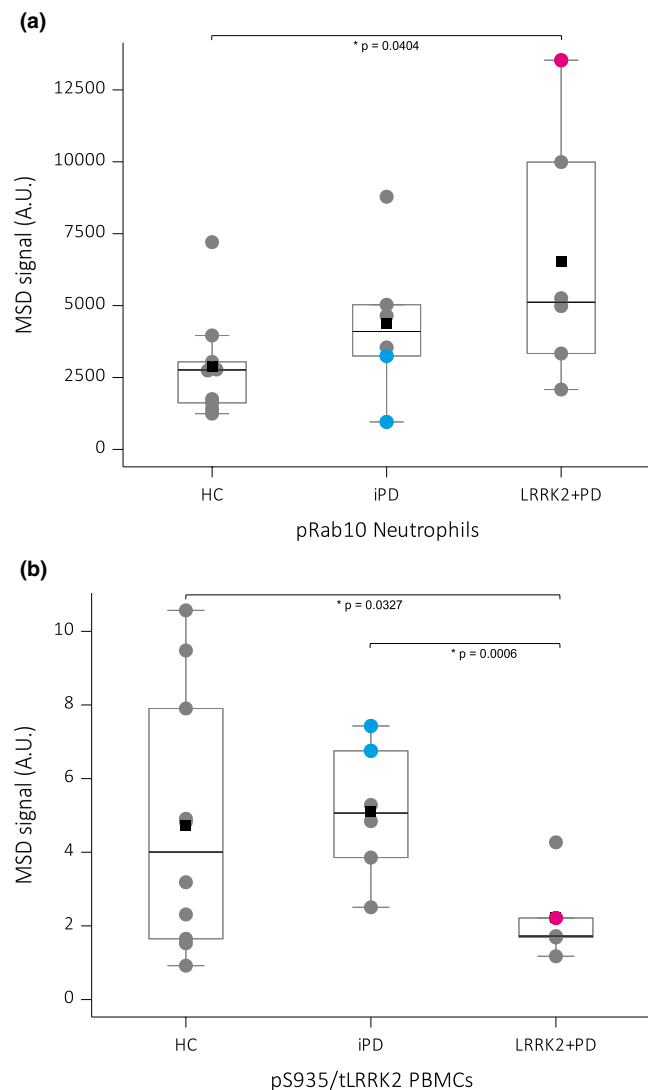 (a)
* p = 0.0404
12500
10000
7500
5000
2500
0
MSD signal (A.U.)
HC iPD LRRK2+PD
pRab10 Neutrophils
(b)
* p = 0.0327
* p = 0.0006
10
8
6
4
2
0
MSD signal (A.U.)
HC iPD LRRK2+PD
pS935/tLRRK2 PBMCs